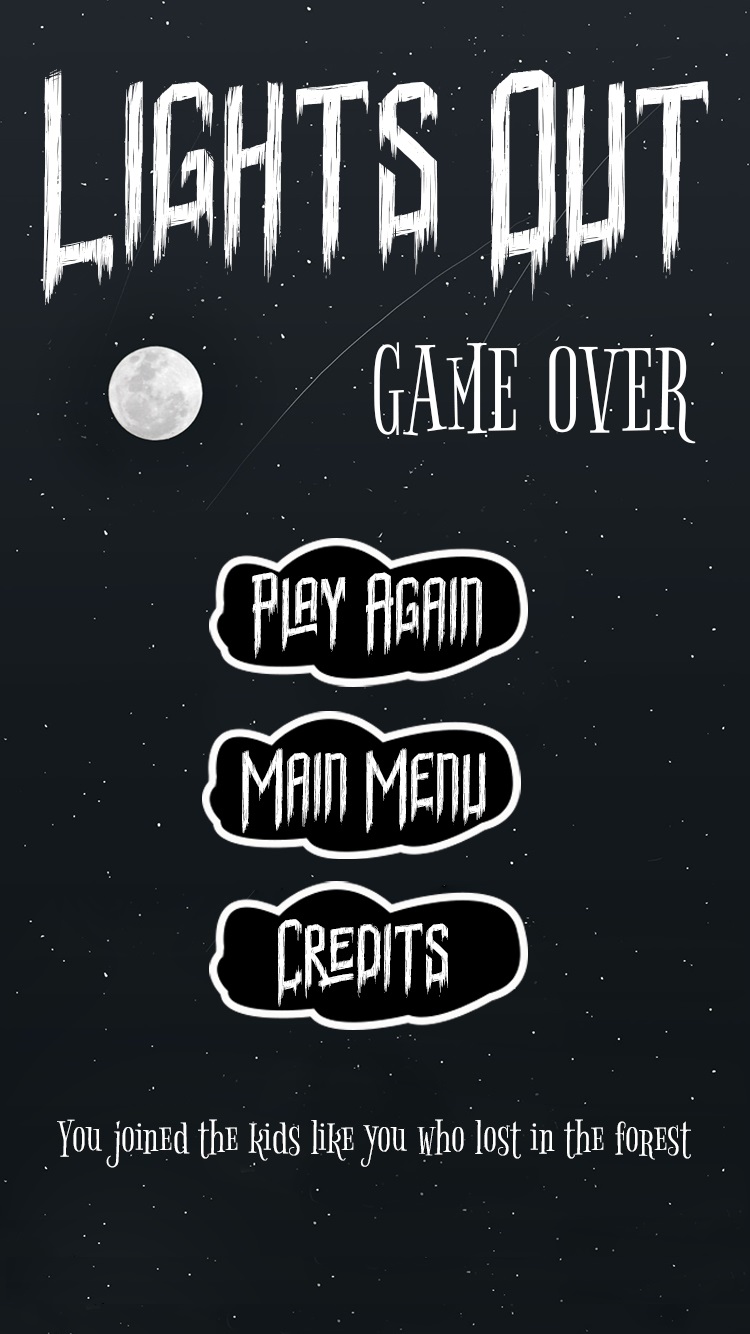 Lights Out
GAME OVER
Play Again
Main Menu
Credits
You joined the kids like you who lost in the forest